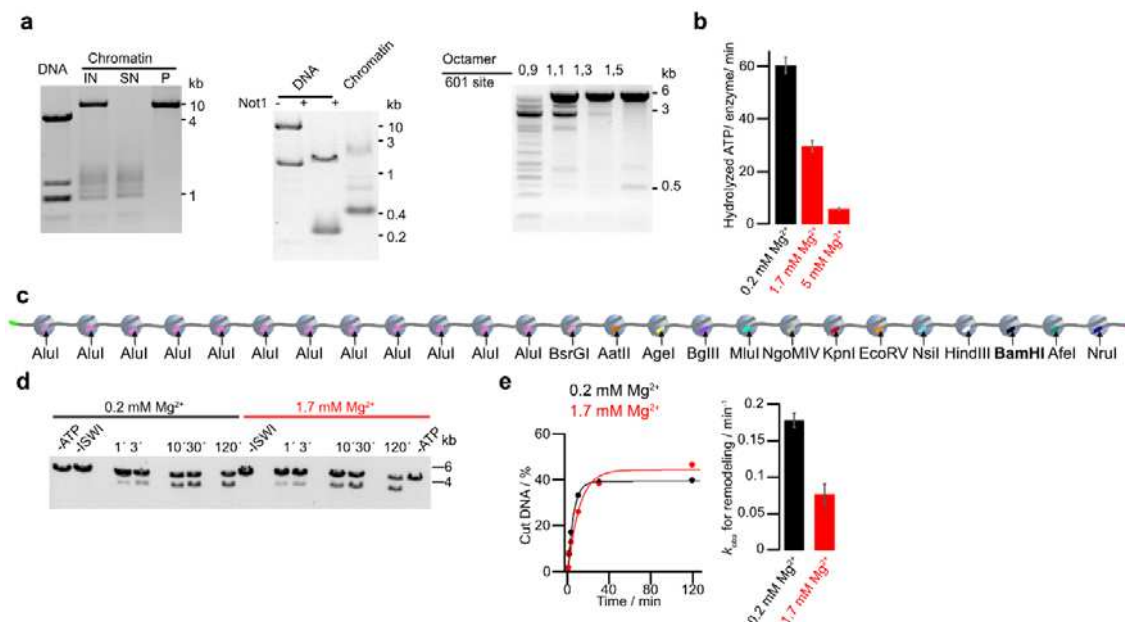 a
Chromatin
DNA IN SN P kb
10
4
1
DNA Chromatin
Not1 - + + kb
10
3
1
0.4
0.2
Octamer 0,9 1,1 1,3 1,5
601 site
kb
6
3
0.5
b
Hydrolyzed ATP/ enzyme/ min
60
40
20
0
0.2 mM Mg²⁺
1.7 mM Mg²⁺
5 mM Mg²⁺
c
AluI AluI AluI AluI AluI AluI AluI AluI AluI AluI AluI AluI BsrGI AatII AgeI BglII MluI NgoMIV KpnI EcoRV NsiI HindIII BamHI AfeI NruI
d
0.2 mM Mg²⁺ 1.7 mM Mg²⁺
-ATP -ISWI 1´ 3´ 10´30´ 120´ -ISWI 1´ 3´ 10´30´ 120´ -ATP kb
6
4
e
0.2 mM Mg²⁺
1.7 mM Mg²⁺
Cut DNA / %
60
40
20
0
0 40 80 120
Time / min
k_obs for remodeling / min⁻¹
0.2
0.15
0.1
0.05
0
0.2 mM Mg²⁺
1.7 mM Mg²⁺